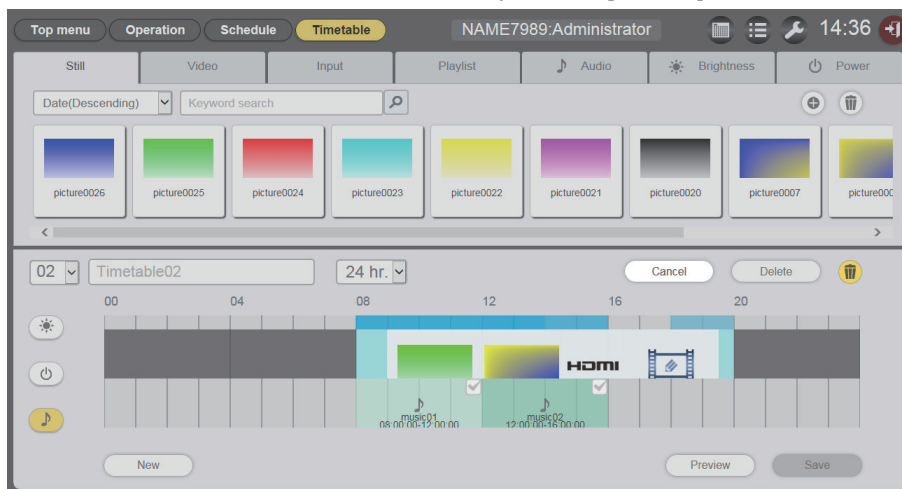 Top menu Operation Schedule Timetable NAME7989:Administrator 14:36
Still Video Input Playlist Audio Brightness Power
Date(Descending) Keyword search
picture0026 picture0025 picture0024 picture0023 picture0022 picture0021 picture0020 picture0007 picture000
02 Timetable02 24 hr. Cancel Delete
00 04 08 12 16 20
HDMI
music01 music02
08:00:00-12:00:00 12:00:00-16:00:00
New Preview Save